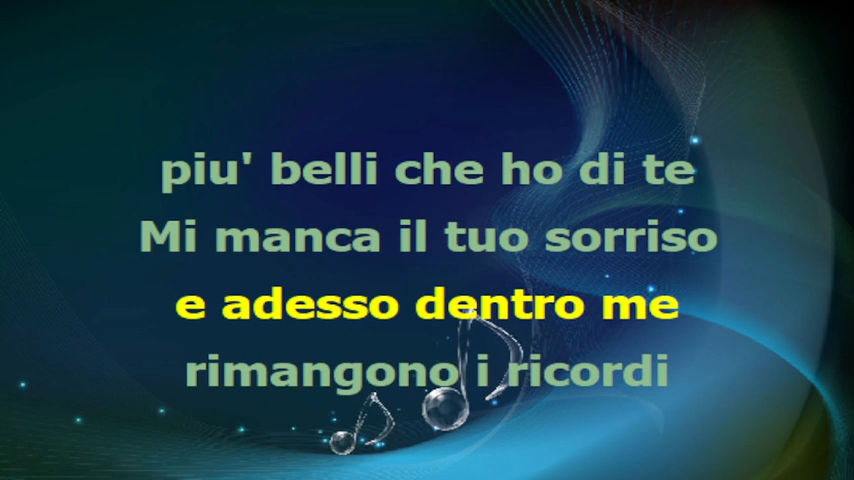 piu' belli che ho di te
Mi manca il tuo sorriso
e adesso dentro me
rimangono i ricordi